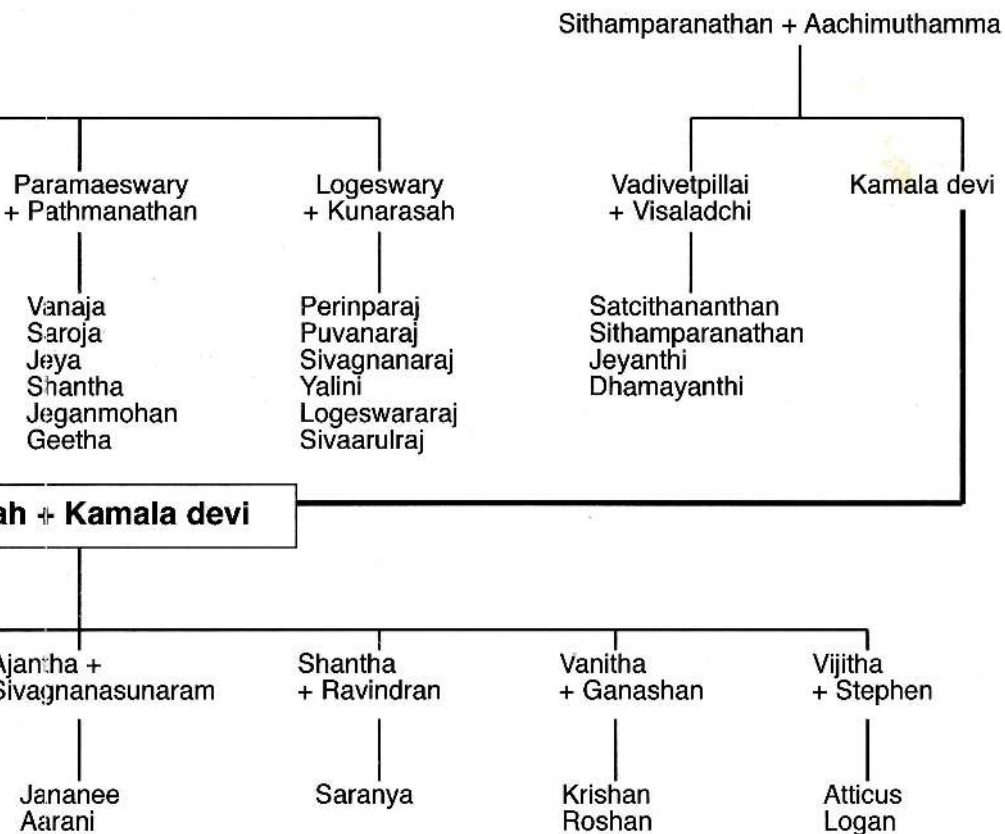 Sithamparanathan + Aachimuthamma
Paramaeswary
+ Pathmanathan
Logeswary
+ Kunarasah
Vadivetpillai
+ Visaladchi
Kamala devi
Vanaja
Saroja
Jeya
Shantha
Jeganmohan
Geetha
Perinparaj
Puvanaraj
Sivagnanaraj
Yalini
Logeswararaj
Sivaarulraj
Satcithananthan
Sithamparanathan
Jeyanthi
Dhamayanthi
ah + Kamala devi
Ajantha +
Sivagnanasunaram
Shantha
+ Ravindran
Vanitha
+ Ganashan
Vijitha
+ Stephen
Jananee
Aarani
Saranya
Krishan
Roshan
Atticus
Logan